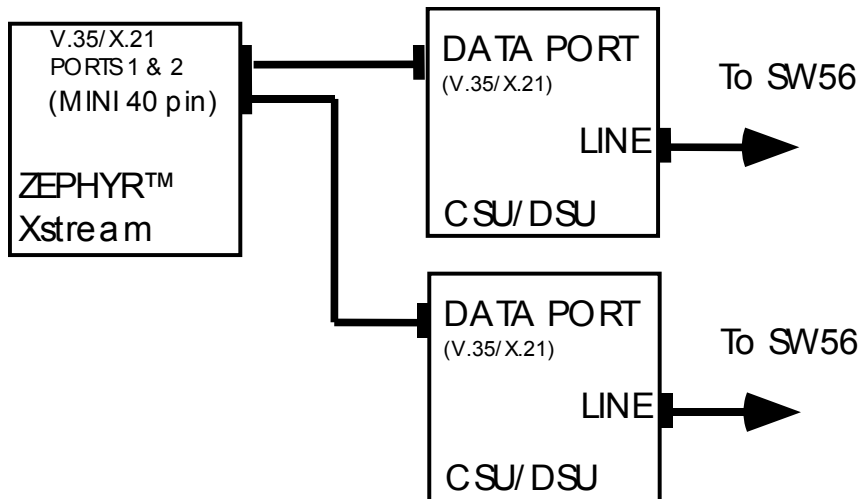 V.35/X.21
PORTS 1 & 2
(MINI 40 pin)
ZEPHYR™
Xstream
DATA PORT
(V.35/X.21)
LINE
CSU/DSU
To SW56
DATA PORT
(V.35/X.21)
LINE
CSU/DSU
To SW56